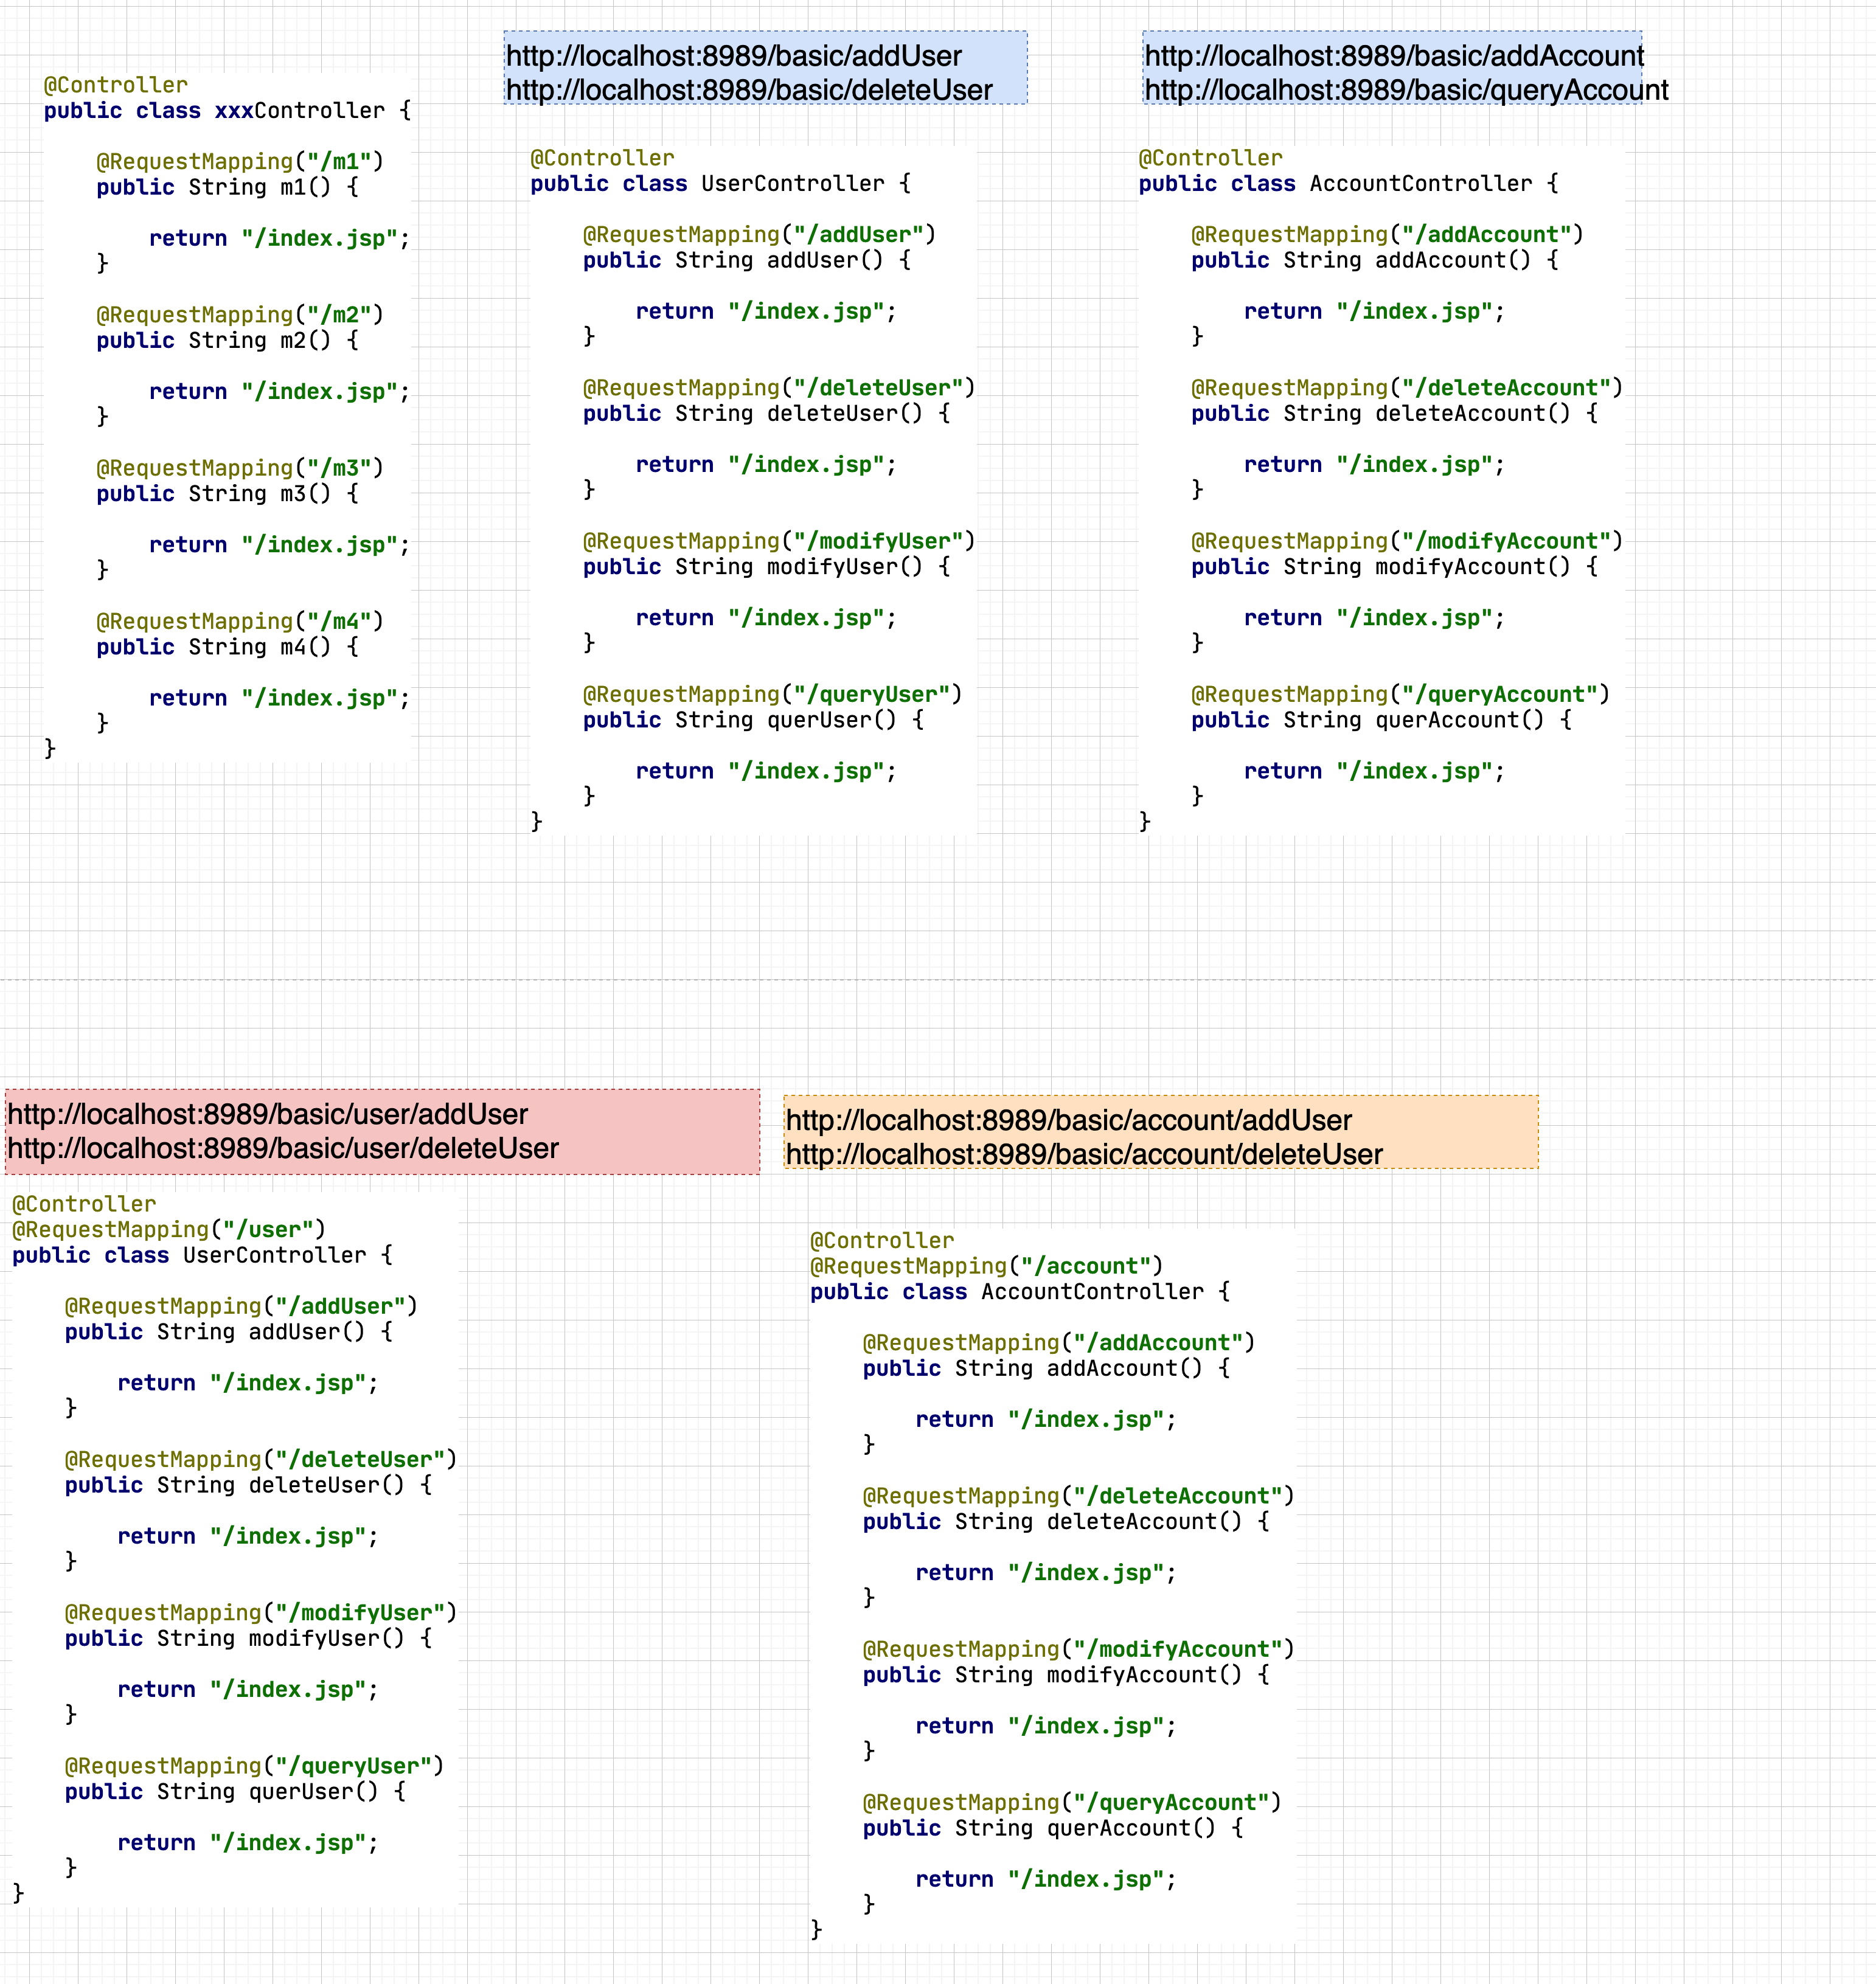 @Controller
public class xxxController {
@RequestMapping("/m1")
public String m1() {
return "/index.jsp";
}
@RequestMapping("/m2")
public String m2() {
return "/index.jsp";
}
@RequestMapping("/m3")
public String m3() {
return "/index.jsp";
}
@RequestMapping("/m4")
public String m4() {
return "/index.jsp";
}
}
http://localhost:8989/basic/addUser
http://localhost:8989/basic/deleteUser
@Controller
public class UserController {
@RequestMapping("/addUser")
public String addUser() {
return "/index.jsp";
}
@RequestMapping("/deleteUser")
public String deleteUser() {
return "/index.jsp";
}
@RequestMapping("/modifyUser")
public String modifyUser() {
return "/index.jsp";
}
@RequestMapping("/queryUser")
public String querUser() {
return "/index.jsp";
}
}
http://localhost:8989/basic/addAccount
http://localhost:8989/basic/queryAccount
@Controller
public class AccountController {
@RequestMapping("/addAccount")
public String addAccount() {
return "/index.jsp";
}
@RequestMapping("/deleteAccount")
public String deleteAccount() {
return "/index.jsp";
}
@RequestMapping("/modifyAccount")
public String modifyAccount() {
return "/index.jsp";
}
@RequestMapping("/queryAccount")
public String querAccount() {
return "/index.jsp";
}
}
http://localhost:8989/basic/user/addUser
http://localhost:8989/basic/user/deleteUser
@Controller
@RequestMapping("/user")
public class UserController {
@RequestMapping("/addUser")
public String addUser() {
return "/index.jsp";
}
@RequestMapping("/deleteUser")
public String deleteUser() {
return "/index.jsp";
}
@RequestMapping("/modifyUser")
public String modifyUser() {
return "/index.jsp";
}
@RequestMapping("/queryUser")
public String querUser() {
return "/index.jsp";
}
}
http://localhost:8989/basic/account/addUser
http://localhost:8989/basic/account/deleteUser
@Controller
@RequestMapping("/account")
public class AccountController {
@RequestMapping("/addAccount")
public String addAccount() {
return "/index.jsp";
}
@RequestMapping("/deleteAccount")
public String deleteAccount() {
return "/index.jsp";
}
@RequestMapping("/modifyAccount")
public String modifyAccount() {
return "/index.jsp";
}
@RequestMapping("/queryAccount")
public String querAccount() {
return "/index.jsp";
}
}